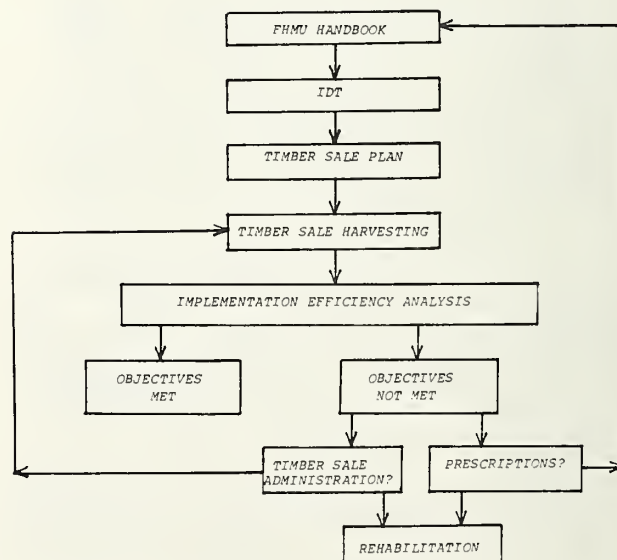 FHMU HANDBOOK
IDT
TIMBER SALE PLAN
TIMBER SALE HARVESTING
IMPLEMENTATION EFFICIENCY ANALYSIS
OBJECTIVES
MET
OBJECTIVES
NOT MET
TIMBER SALE
ADMINISTRATION?
PRESCRIPTIONS?
REHABILITATION